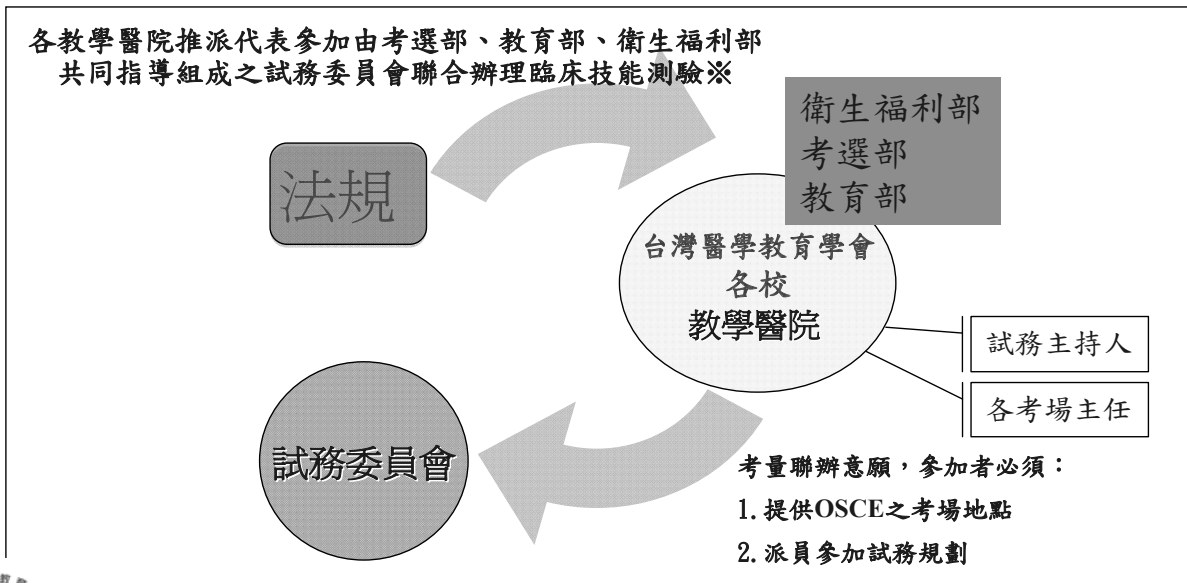 各教學醫院推派代表參加由考選部、教育部、衛生福利部
共同指導組成之試務委員會聯合辦理臨床技能測驗※
衛生福利部
考選部
教育部
法規
台灣醫學教育學會
各校
教學醫院
試務主持人
各考場主任
試務委員會
考量聯辦意願，參加者必須：
1.提供OSCE之考場地點
2.派員參加試務規劃